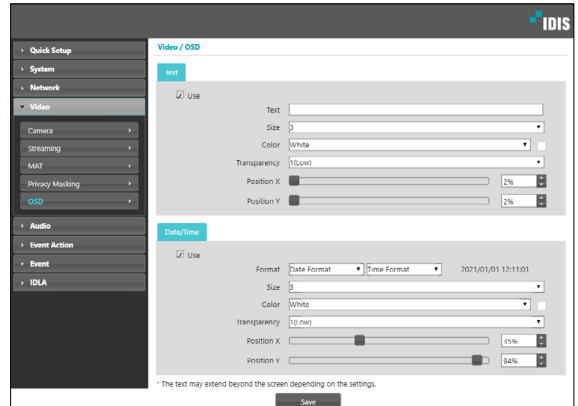 IDIS
Quick Setup
System
Network
Video
Camera
Streaming
MAT
Privacy Masking
OSD
Audio
Event Action
Event
IDLA
Video / OSD
Text
Use
Text
Size 3
Color White
Transparency 1(Low)
Position X 2%
Position Y 2%
Date/Time
Use
Format Date Format Time Format 2021/01/01 12:11:01
Size 3
Color White
Transparency 1(Low)
Position X 35%
Position Y 94%
* The text may extend beyond the screen depending on the settings.
Save